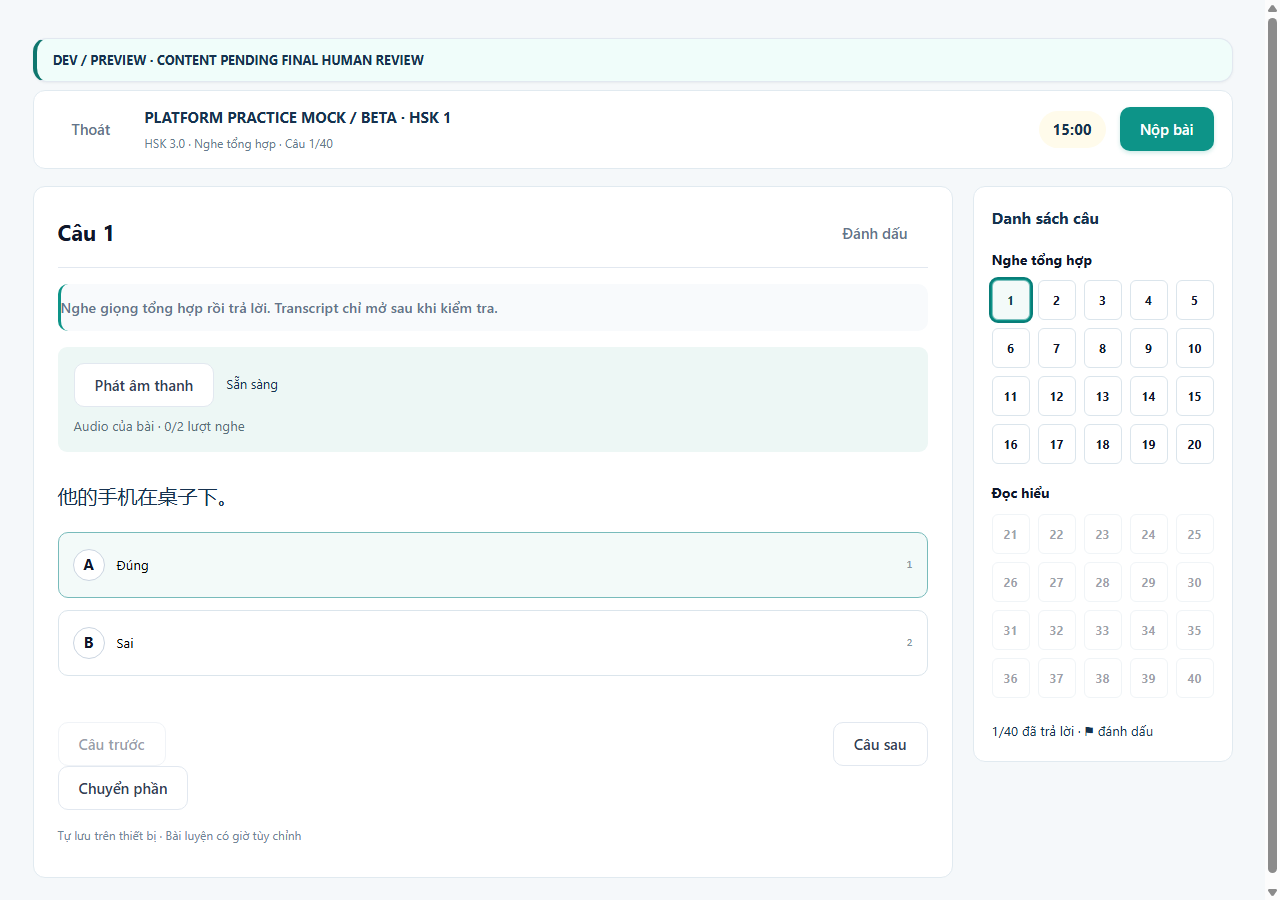 DEV / PREVIEW · CONTENT PENDING FINAL HUMAN REVIEW
Thoát
PLATFORM PRACTICE MOCK / BETA · HSK 1
HSK 3.0 · Nghe tổng hợp · Câu 1/40
15:00
Nộp bài
Câu 1
Đánh dấu
Nghe giọng tổng hợp rồi trả lời. Transcript chỉ mở sau khi kiểm tra.
Phát âm thanh
Sẵn sàng
Audio của bài · 0/2 lượt nghe
他的手机在桌子下。
A Đúng 1
B Sai 2
Câu trước
Câu sau
Chuyển phần
Tự lưu trên thiết bị · Bài luyện có giờ tùy chỉnh
Danh sách câu
Nghe tổng hợp
1 2 3 4 5
6 7 8 9 10
11 12 13 14 15
16 17 18 19 20
Đọc hiểu
21 22 23 24 25
26 27 28 29 30
31 32 33 34 35
36 37 38 39 40
1/40 đã trả lời · ⚑ đánh dấu